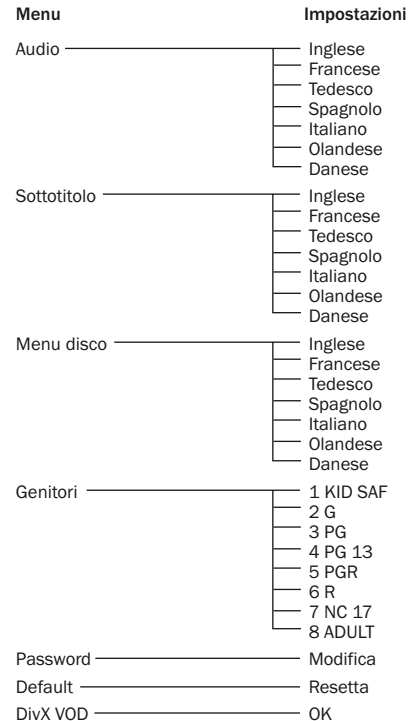 Menu Impostazioni
Audio Inglese
Francese
Tedesco
Spagnolo
Italiano
Olandese
Danese
Sottotitolo Inglese
Francese
Tedesco
Spagnolo
Italiano
Olandese
Danese
Menu disco Inglese
Francese
Tedesco
Spagnolo
Italiano
Olandese
Danese
Genitori 1 KID SAF
2 G
3 PG
4 PG 13
5 PGR
6 R
7 NC 17
8 ADULT
Password Modifica
Default Resetta
DivX VOD OK